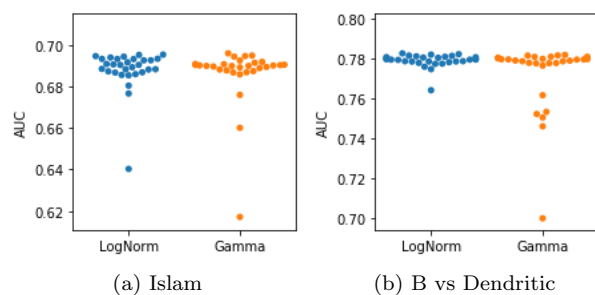 0.70
0.68
0.66
0.64
0.62
AUC
LogNorm Gamma
(a) Islam
0.80
0.78
0.76
0.74
0.72
0.70
AUC
LogNorm Gamma
(b) B vs Dendritic